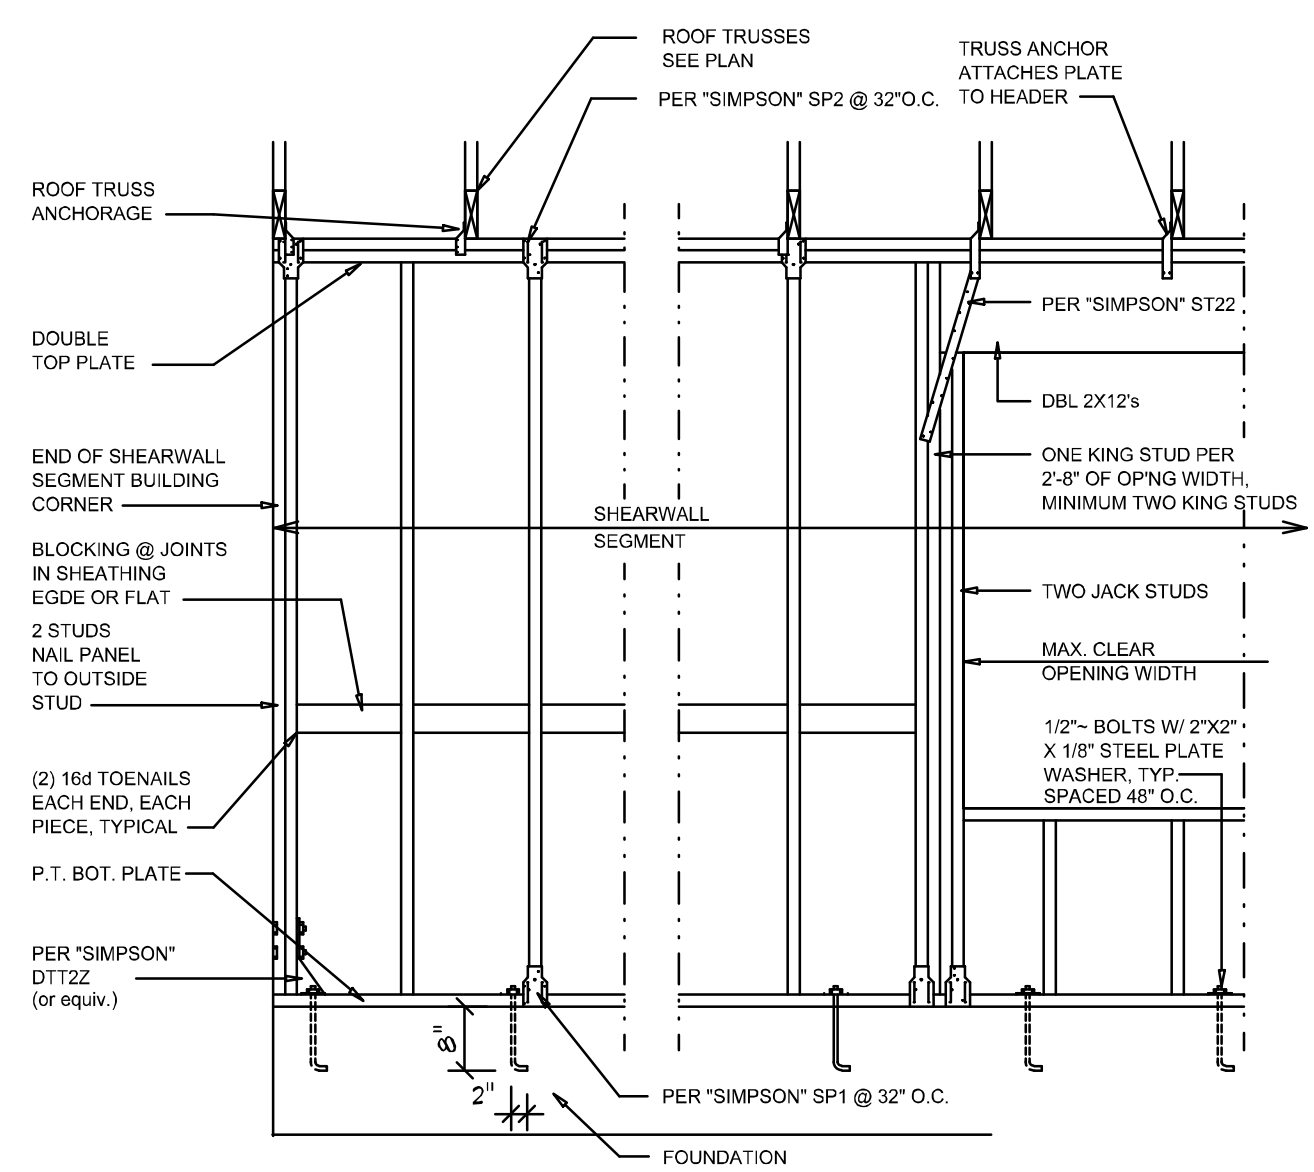 ROOF TRUSSES
SEE PLAN
PER "SIMPSON" SP2 @ 32"O.C.
TRUSS ANCHOR
ATTACHES PLATE
TO HEADER
ROOF TRUSS
ANCHORAGE
DOUBLE
TOP PLATE
PER "SIMPSON" ST22
DBL 2X12's
END OF SHEARWALL
SEGMENT BUILDING
CORNER
ONE KING STUD PER
2'-8" OF OP'NG WIDTH,
MINIMUM TWO KING STUDS
SHEARWALL
SEGMENT
BLOCKING @ JOINTS
IN SHEATHING
EGDE OR FLAT
TWO JACK STUDS
2 STUDS
NAIL PANEL
TO OUTSIDE
STUD
MAX. CLEAR
OPENING WIDTH
1/2"~ BOLTS W/ 2"X2"
X 1/8" STEEL PLATE
WASHER, TYP.
SPACED 48" O.C.
(2) 16d TOENAILS
EACH END, EACH
PIECE, TYPICAL
P.T. BOT. PLATE
PER "SIMPSON"
DTT2Z
(or equiv.)
8"
2"
PER "SIMPSON" SP1 @ 32" O.C.
FOUNDATION